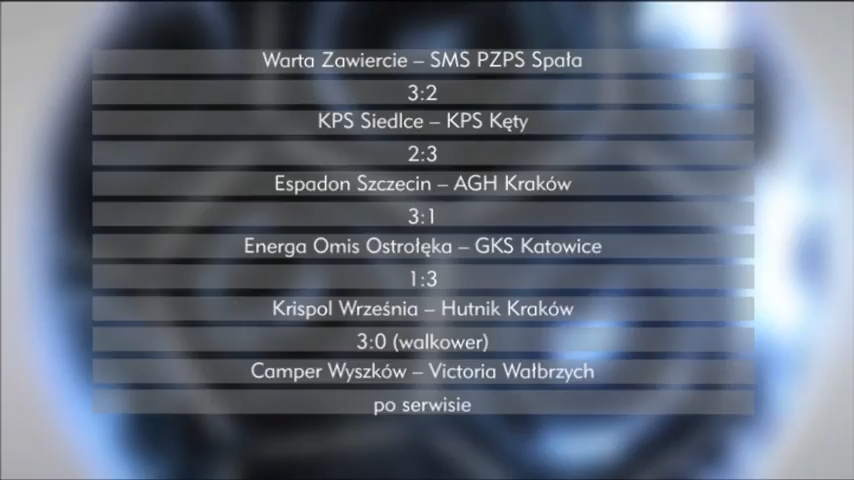 Warta Zawiercie – SMS PZPS Spała
3:2
KPS Siedlce – KPS Kęty
2:3
Espadon Szczecin – AGH Kraków
3:1
Energa Omis Ostrołęka – GKS Katowice
1:3
Krispol Września – Hutnik Kraków
3:0 (walkower)
Camper Wyszków – Victoria Wałbrzych
po serwisie